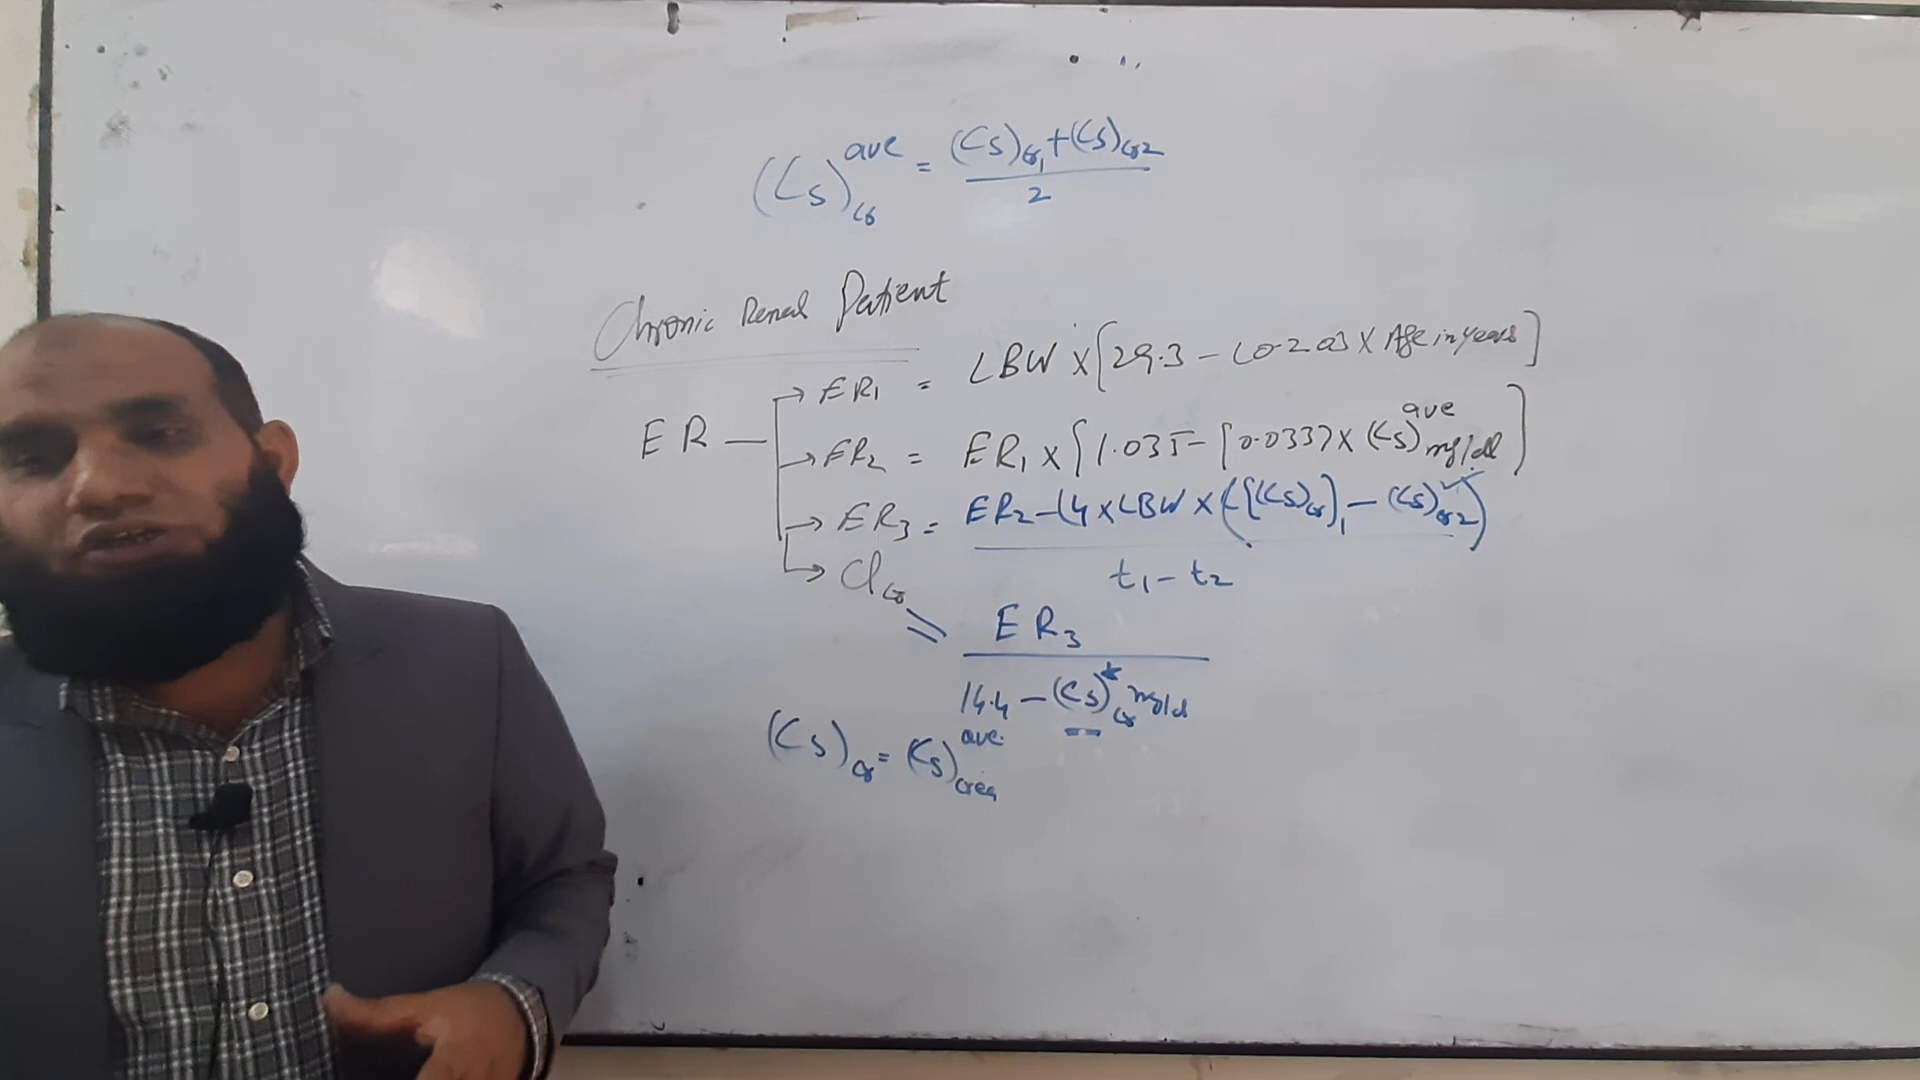 (Cs)cr ave = (Cs)cr1 + (Cs)cr2 / 2
Chronic Renal Patient
ER → ER1 = LBW × [29.3 − (0.203 × Age in years]
→ ER2 = ER1 × [1.035 − [0.0337 × (Cs) ave mg/dl]
→ ER3 = ER2 − (4 × LBW × ([(Cs)cr]1 − (Cs)cr2) / t1 − t2
→ Clcr = ER3 / 14.4 − (Cs)*cr mg/dl
(Cs)cr = (Cs) ave. crea